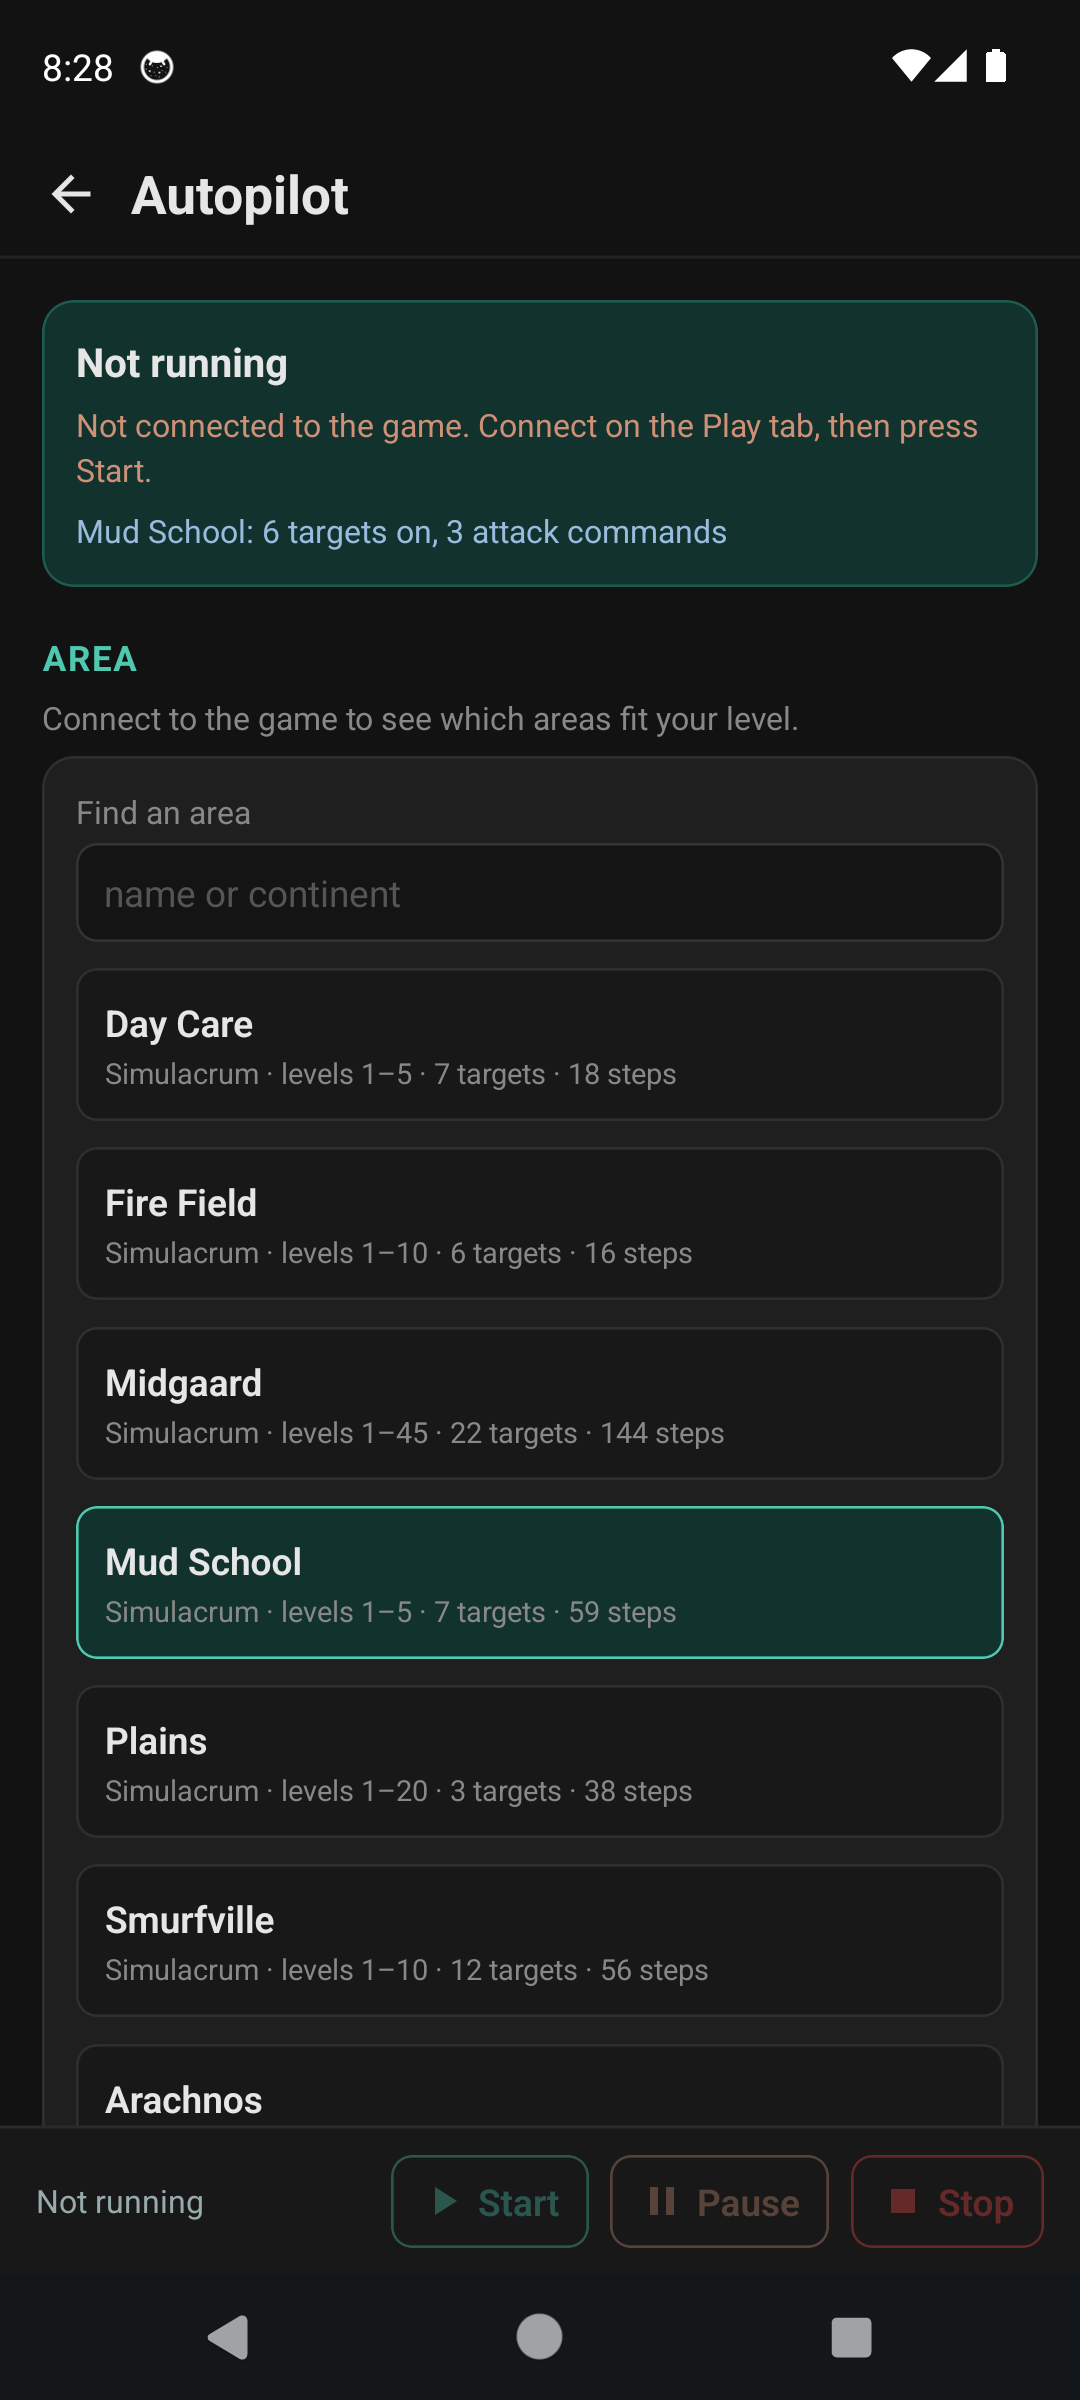 8:28
Autopilot
Not running
Not connected to the game. Connect on the Play tab, then press
Start.
Mud School: 6 targets on, 3 attack commands
AREA
Connect to the game to see which areas fit your level.
Find an area
name or continent
Day Care
Simulacrum · levels 1–5 · 7 targets · 18 steps
Fire Field
Simulacrum · levels 1–10 · 6 targets · 16 steps
Midgaard
Simulacrum · levels 1–45 · 22 targets · 144 steps
Mud School
Simulacrum · levels 1–5 · 7 targets · 59 steps
Plains
Simulacrum · levels 1–20 · 3 targets · 38 steps
Smurfville
Simulacrum · levels 1–10 · 12 targets · 56 steps
Arachnos
Not running
Start
Pause
Stop